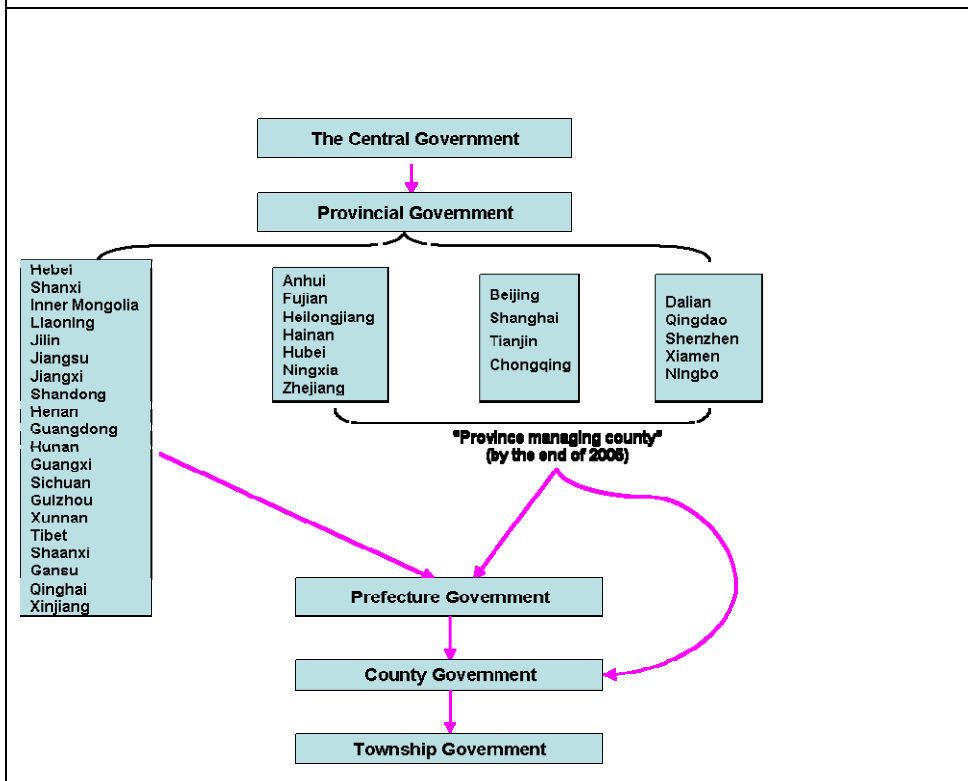 The Central Government
Provincial Government
Hebei
Shanxi
Inner Mongolia
Liaoning
Jilin
Jiangsu
Jiangxi
Shandong
Henan
Guangdong
Hunan
Guangxi
Sichuan
Guizhou
Xunnan
Tibet
Shaanxi
Gansu
Qinghai
Xinjiang
Anhui
Fujian
Heilongjiang
Hainan
Hubei
Ningxia
Zhejiang
Beijing
Shanghai
Tianjin
Chongqing
Dalian
Qingdao
Shenzhen
Xiamen
Ningbo
"Province managing county"
(by the end of 2005)
Prefecture Government
County Government
Township Government